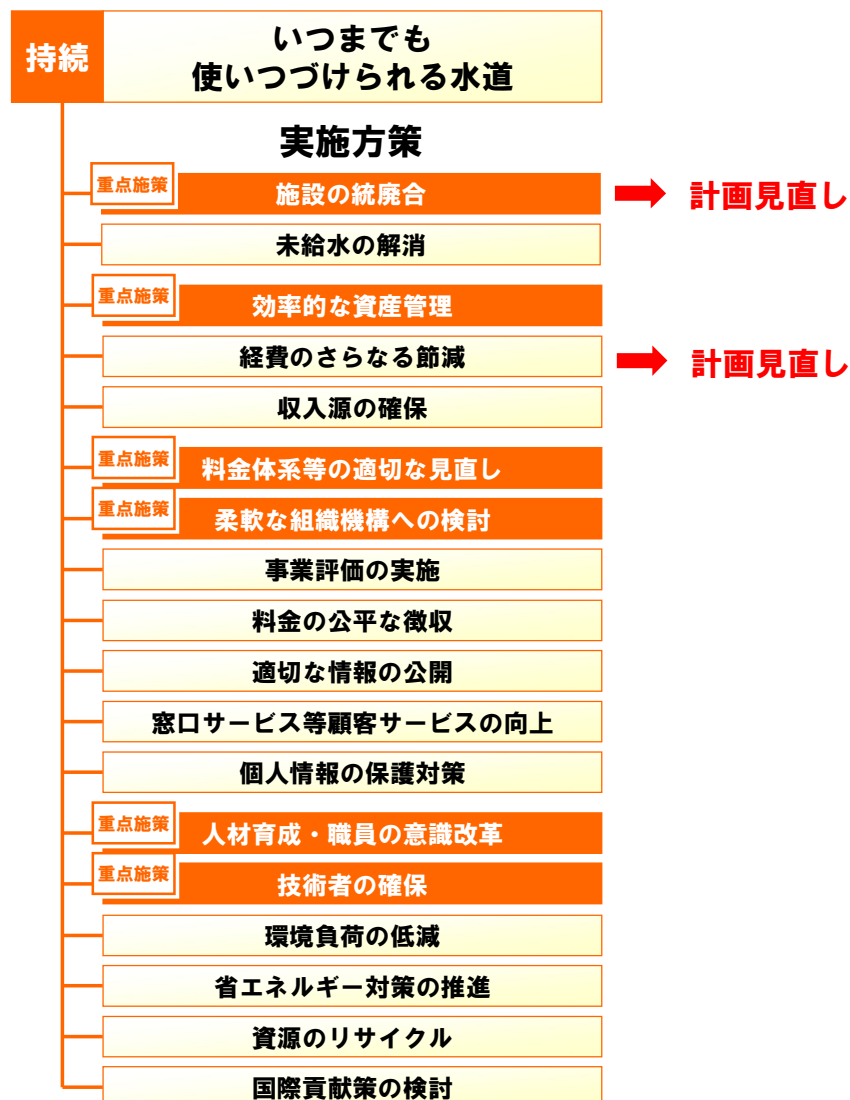 持続
いつまでも
使いつづけられる水道
実施方策
重点施策
施設の統廃合
計画見直し
未給水の解消
重点施策
効率的な資産管理
経費のさらなる節減
計画見直し
収入源の確保
重点施策
料金体系等の適切な見直し
重点施策
柔軟な組織機構への検討
事業評価の実施
料金の公平な徴収
適切な情報の公開
窓口サービス等顧客サービスの向上
個人情報の保護対策
重点施策
人材育成・職員の意識改革
重点施策
技術者の確保
環境負荷の低減
省エネルギー対策の推進
資源のリサイクル
国際貢献策の検討